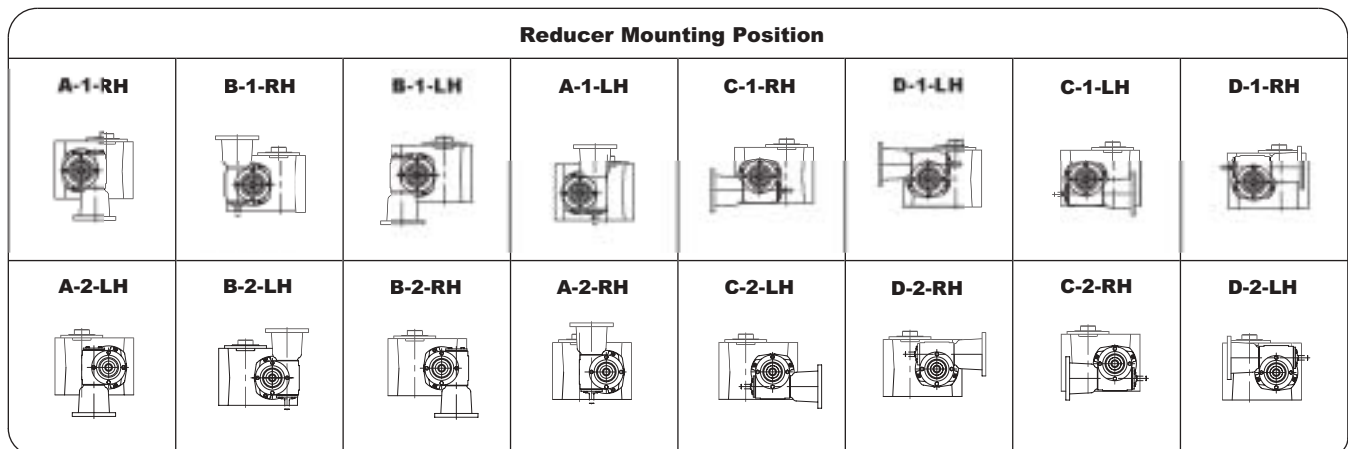 Reducer Mounting Position
A-1-RH B-1-RH B-1-LH A-1-LH C-1-RH D-1-LH C-1-LH D-1-RH
A-2-LH B-2-LH B-2-RH A-2-RH C-2-LH D-2-RH C-2-RH D-2-LH